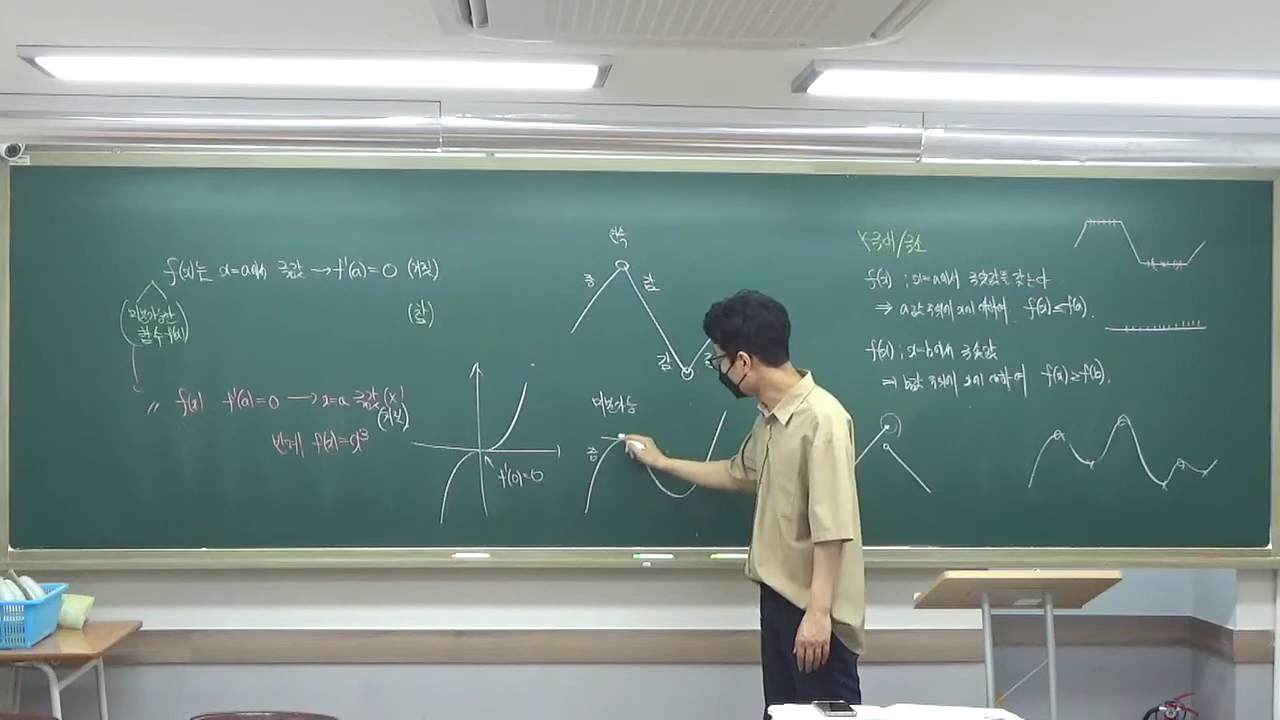 f(x)는 x=a에서 극값 → f'(a)=0 (거짓)
(미분가능한
함수 f(x))
(참)
〃 f(x) f'(a)=0 → x=a 극값(x)
(거짓)
반례 f(x)=x³
f'(0)=0
연속
증
감
감
미분가능
증
극대/극소
f(x) ; x=a에서 극댓값을 갖는다
⇒ a값 주위의 x에 대하여 f(x)≤f(a).
f(x) ; x=b에서 극솟값
⇒ b값 주위의 x에 대하여 f(x)≥f(b).